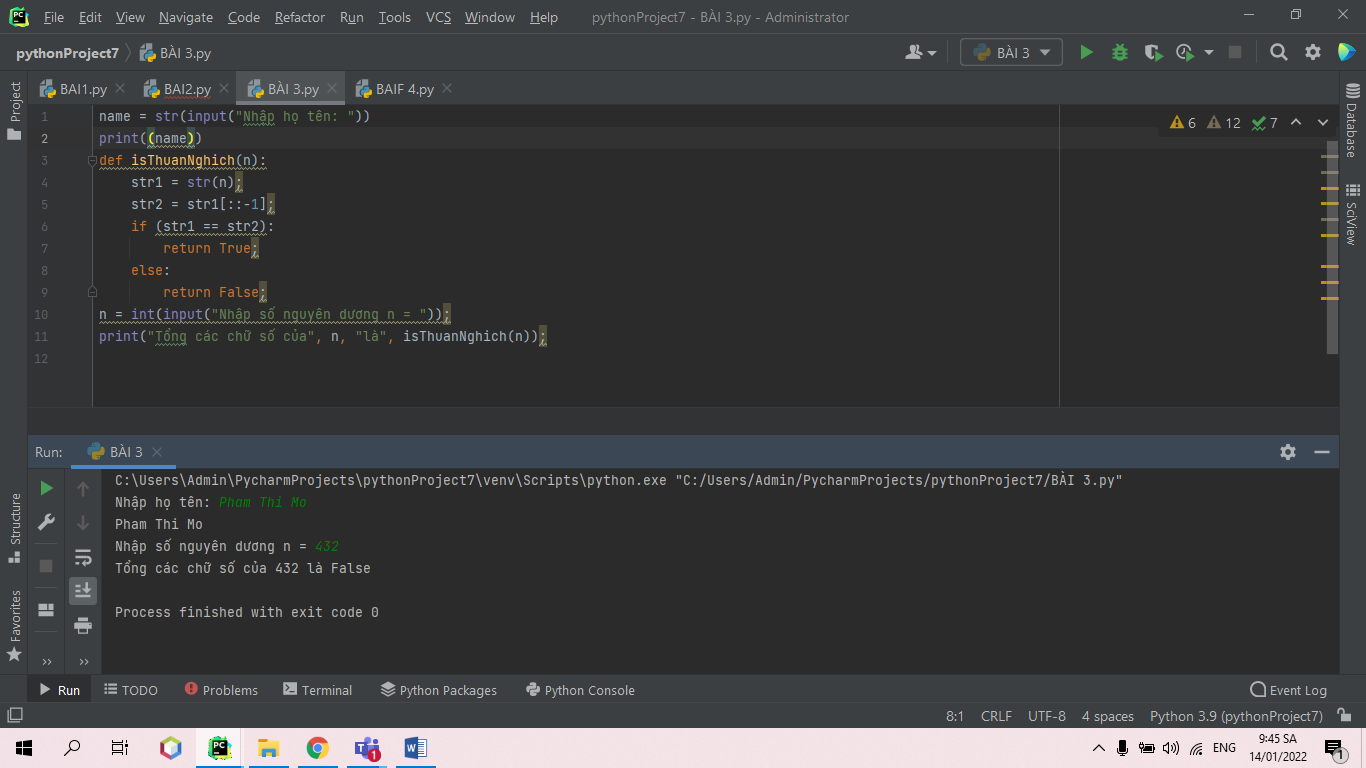 File Edit View Navigate Code Refactor Run Tools VCS Window Help pythonProject7 - BÀI 3.py - Administrator
pythonProject7 BÀI 3.py BÀI 3
BAI1.py BAI2.py BÀI 3.py BAIF 4.py
Project
Database
SciView
6 12 7
1 name = str(input("Nhập họ tên: "))
2 print((name))
3 def isThuanNghich(n):
4 str1 = str(n);
5 str2 = str1[::-1];
6 if (str1 == str2):
7 return True;
8 else:
9 return False;
10 n = int(input("Nhập số nguyên dương n = "));
11 print("Tổng các chữ số của", n, "là", isThuanNghich(n));
12
Run: BÀI 3
C:\Users\Admin\PycharmProjects\pythonProject7\venv\Scripts\python.exe "C:/Users/Admin/PycharmProjects/pythonProject7/BÀI 3.py"
Nhập họ tên: Pham Thi Mo
Pham Thi Mo
Nhập số nguyên dương n = 432
Tổng các chữ số của 432 là False
Process finished with exit code 0
Structure
Favorites
Run TODO Problems Terminal Python Packages Python Console Event Log
8:1 CRLF UTF-8 4 spaces Python 3.9 (pythonProject7)
PC PC 1 W ENG 9:45 SA 1
14/01/2022